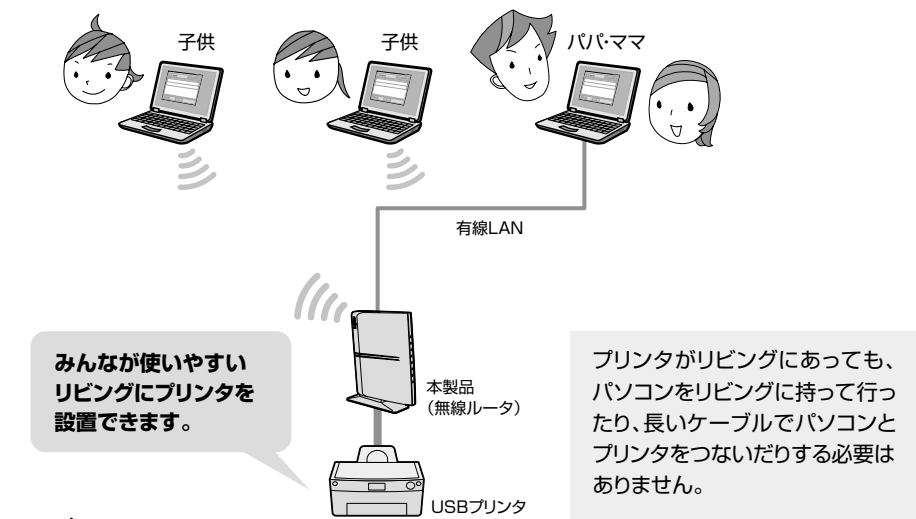 子供
子供
パパ・ママ
有線LAN
みんなが使いやすい
リビングにプリンタを
設置できます。
本製品
（無線ルータ）
USBプリンタ
プリンタがリビングにあっても、
パソコンをリビングに持って行っ
たり、長いケーブルでパソコンと
プリンタをつないだりする必要は
ありません。